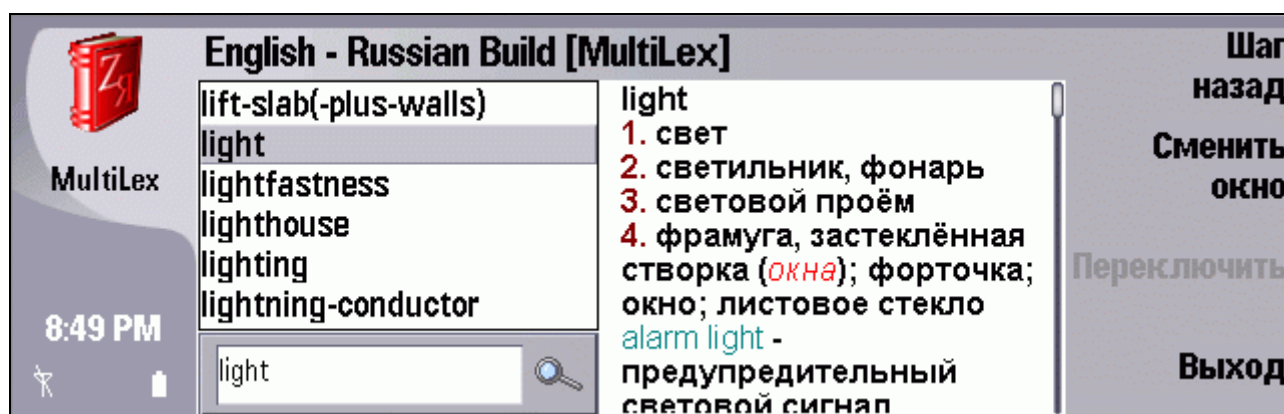 English - Russian Build [MultiLex]
MultiLex
8:49 PM
lift-slab(-plus-walls)
light
lightfastness
lighthouse
lighting
lightning-conductor
light
light
1. свет
2. светильник, фонарь
3. световой проём
4. фрамуга, застеклённая
створка (окна); форточка;
окно; листовое стекло
alarm light -
предупредительный
световой сигнал
Шаг
назад
Сменить
окно
Переключить
Выход